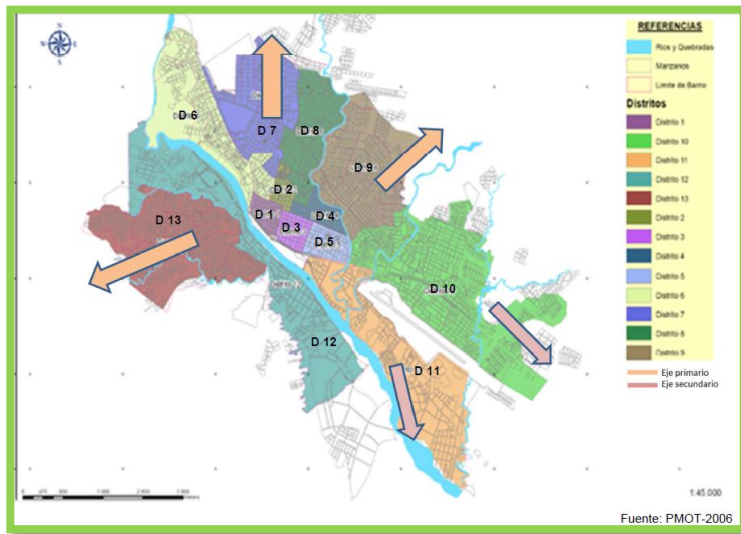 N
W E
S
D 6
D 7
D 8
D 9
D 2
D 1
D 4
D 3
D 5
D 13
D 12
D 10
D 11
REFERENCIAS
Rios y Quebradas
Manzanos
Limite de Barrio
Distritos
Distrito 1
Distrito 10
Distrito 11
Distrito 12
Distrito 13
Distrito 2
Distrito 3
Distrito 4
Distrito 5
Distrito 6
Distrito 7
Distrito 8
Distrito 9
Eje primario
Eje secundario
1:45.000
Fuente: PMOT-2006